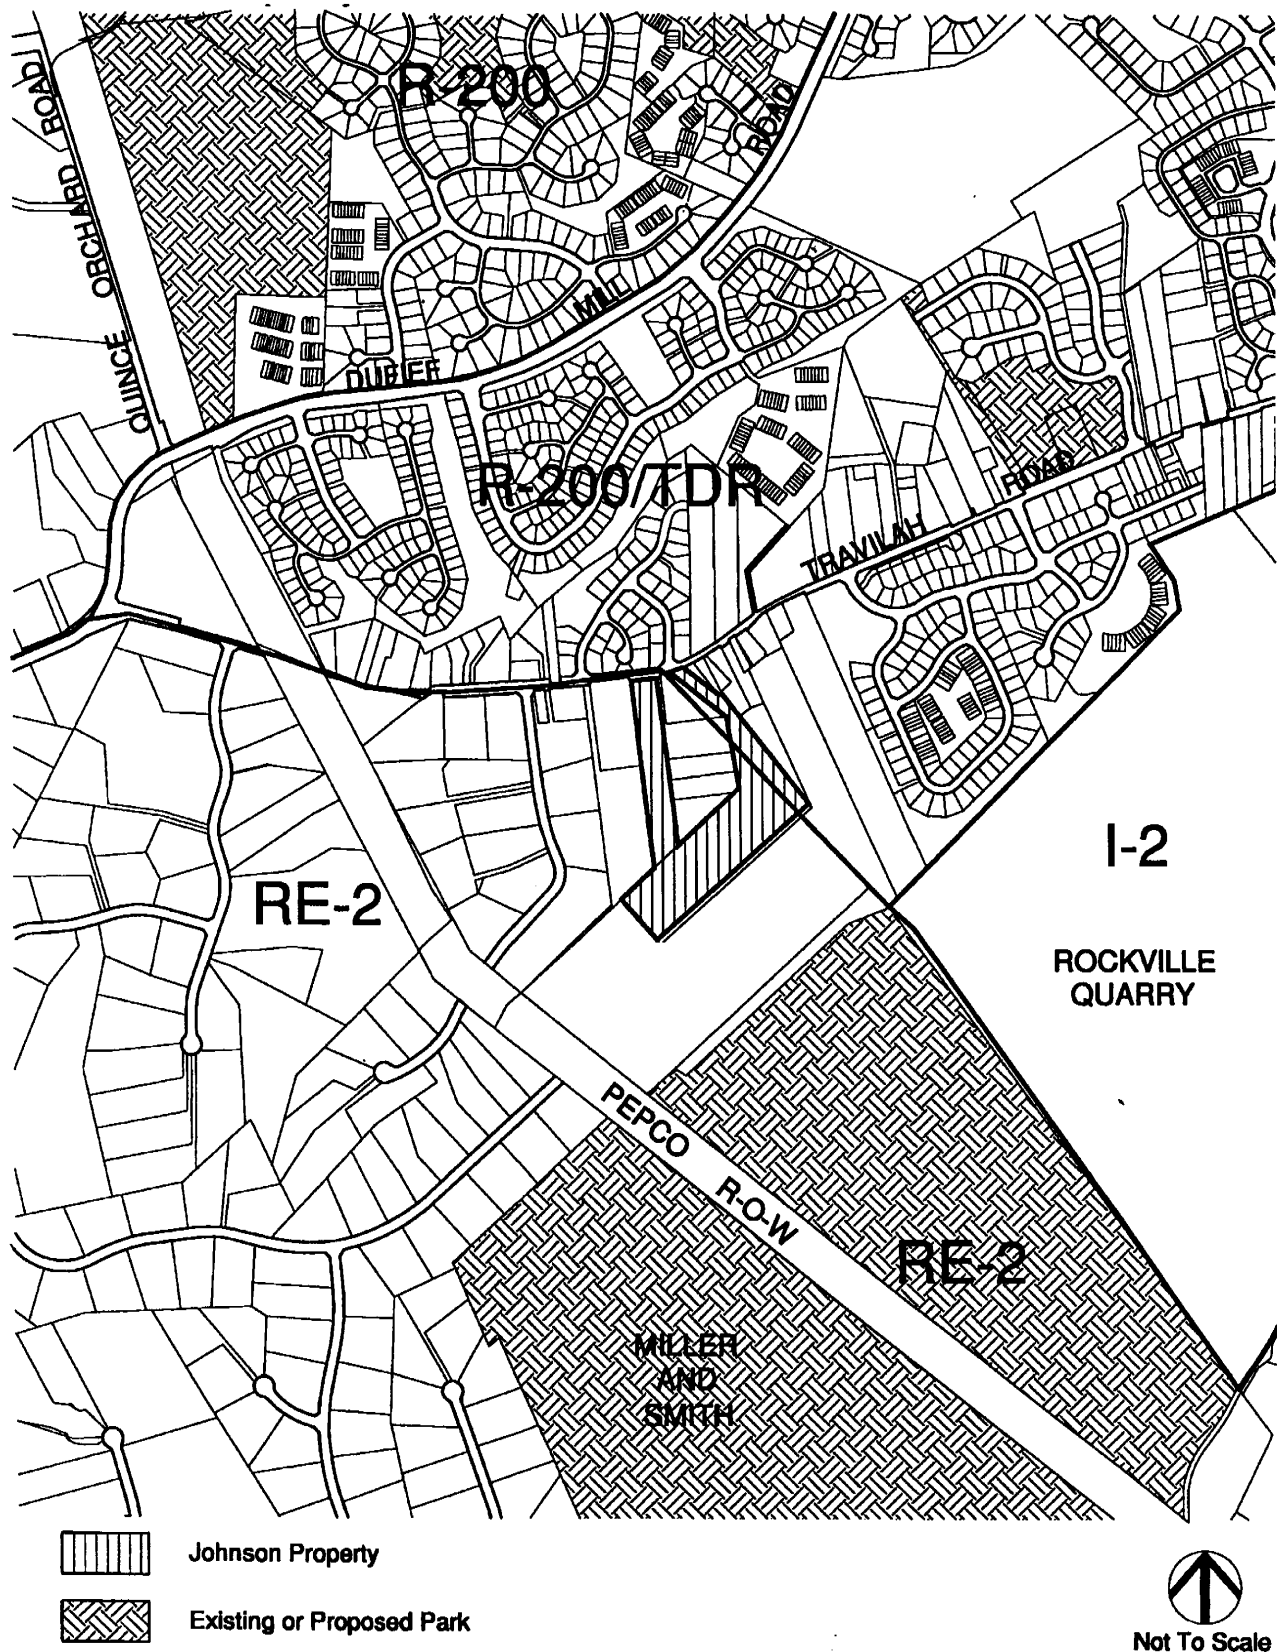 R-200
ROAD
QUINCE ORCHARD ROAD
MILL
DUFIEF
R-200/TDR
ROAD
TRAVILAH
I-2
RE-2
ROCKVILLE
QUARRY
PEPCO R-O-W
RE-2
MILLER
AND
SMITH
Johnson Property
Existing or Proposed Park
Not To Scale